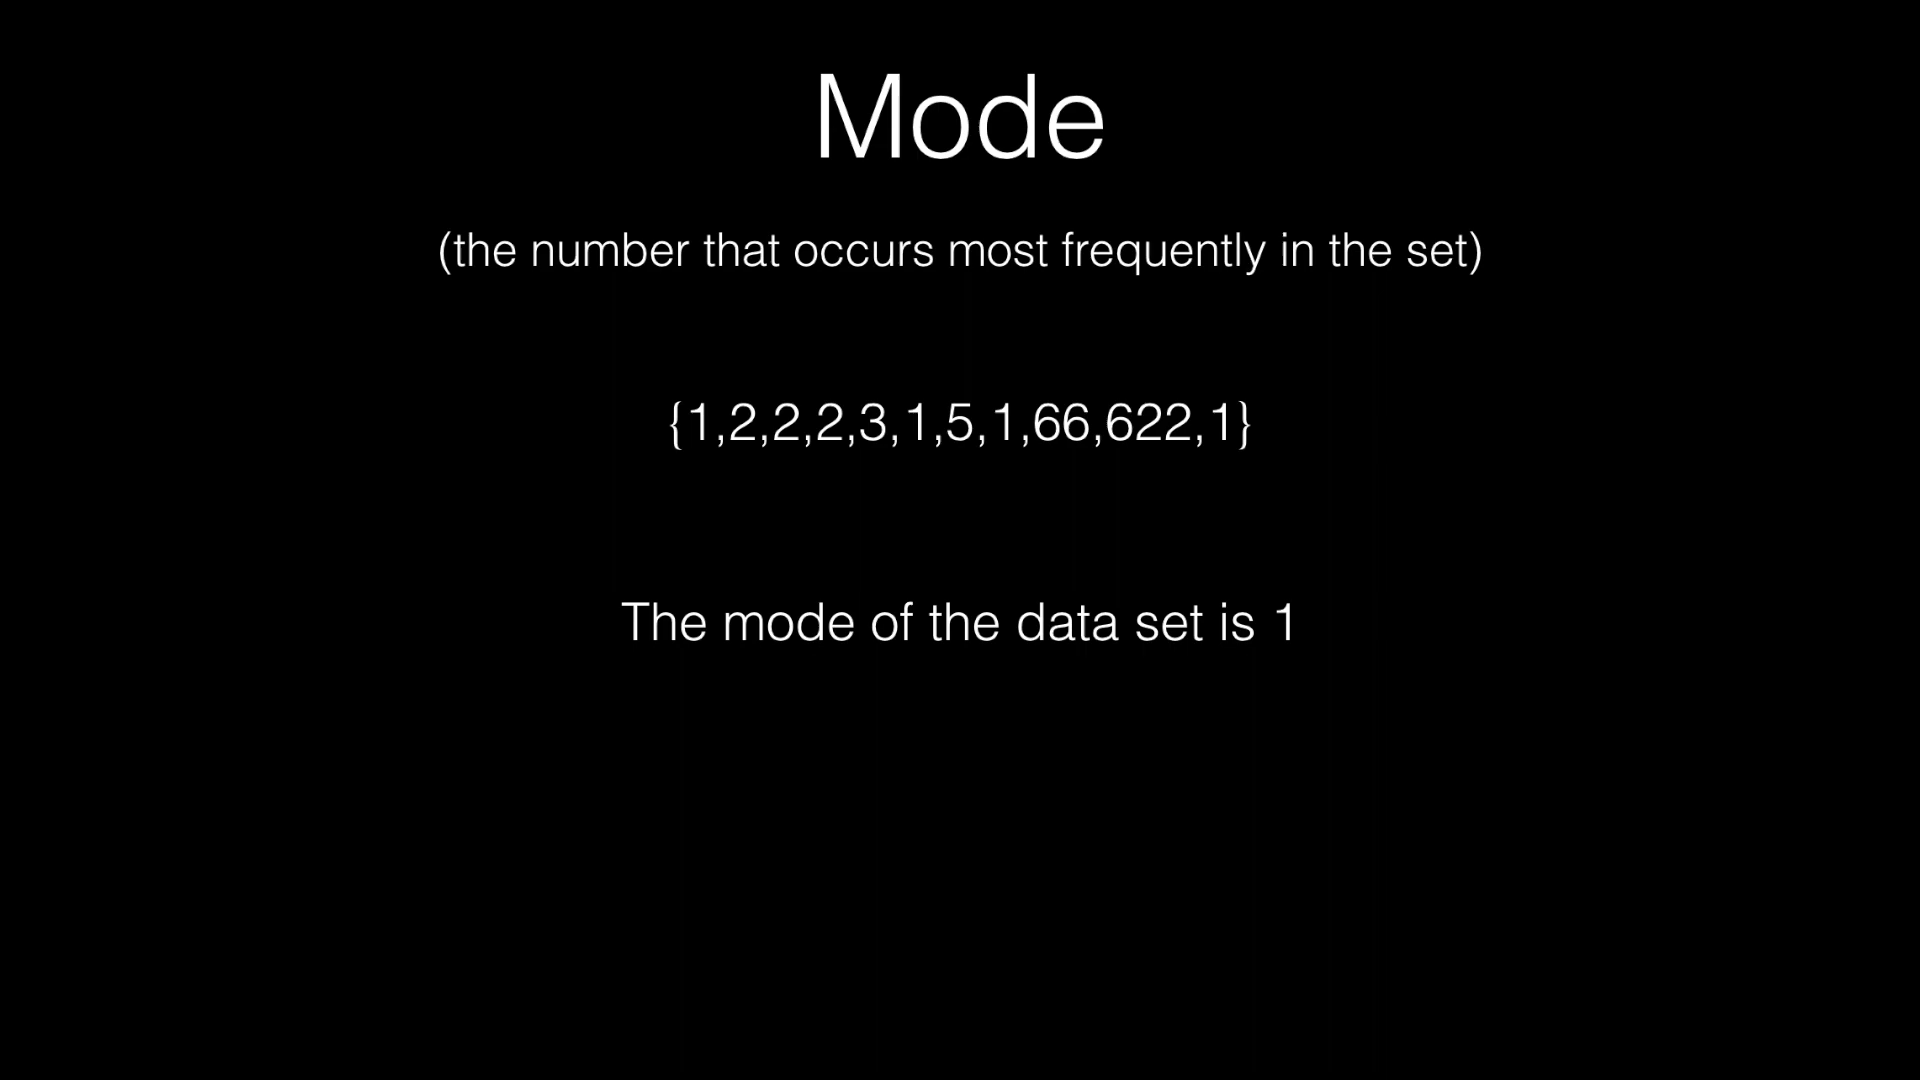 Mode
(the number that occurs most frequently in the set)
{1,2,2,2,3,1,5,1,66,622,1}
The mode of the data set is 1